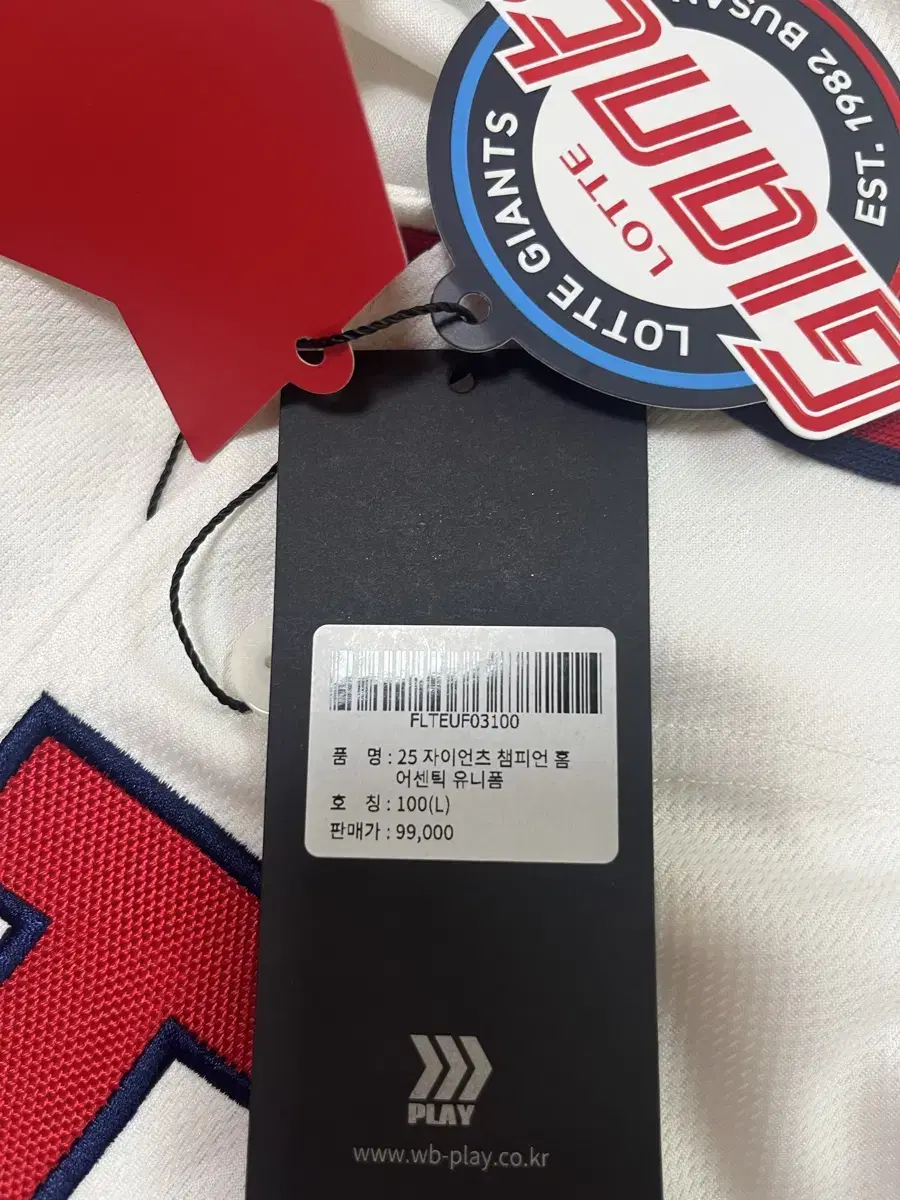 EST. 1982 BUSAN
Giants
LOTTE
LOTTE GIANTS
FLTEUF03100
품 명 : 25 자이언츠 챔피언 홈
어센틱 유니폼
호 칭 : 100(L)
판매가 : 99,000
PLAY
www.wb-play.co.kr